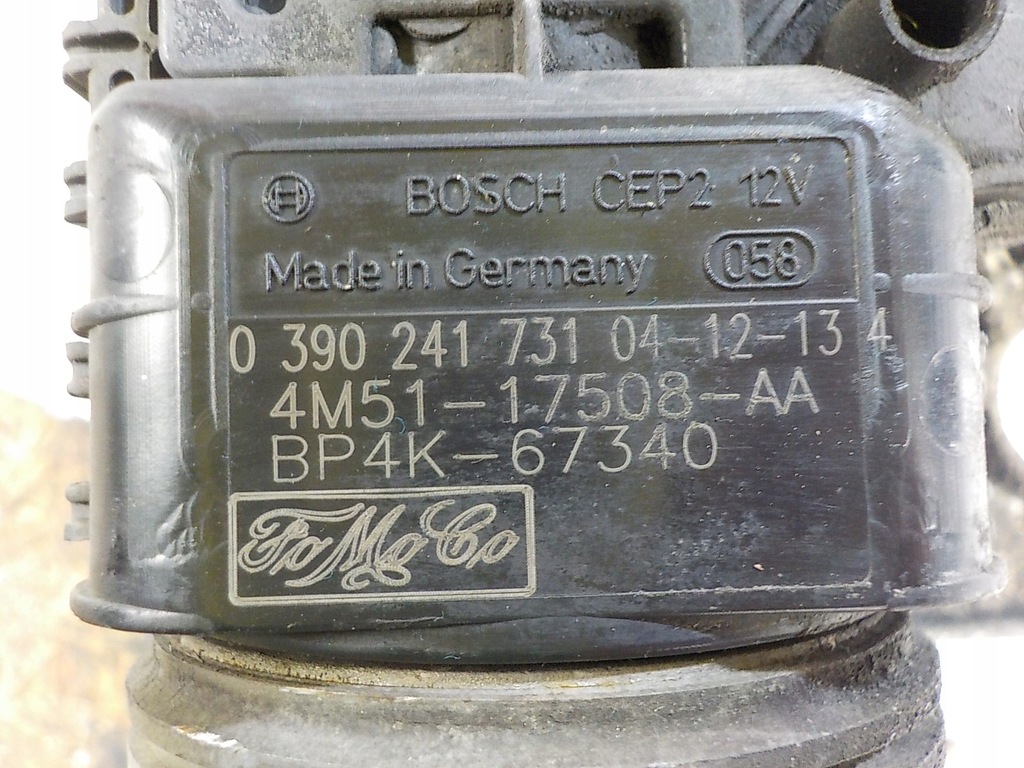 H BOSCH CEP2 12V
Made in Germany 058
0 390 241 731 04-12-13 4
4M51-17508-AA
BP4K-67340
FoMoCo